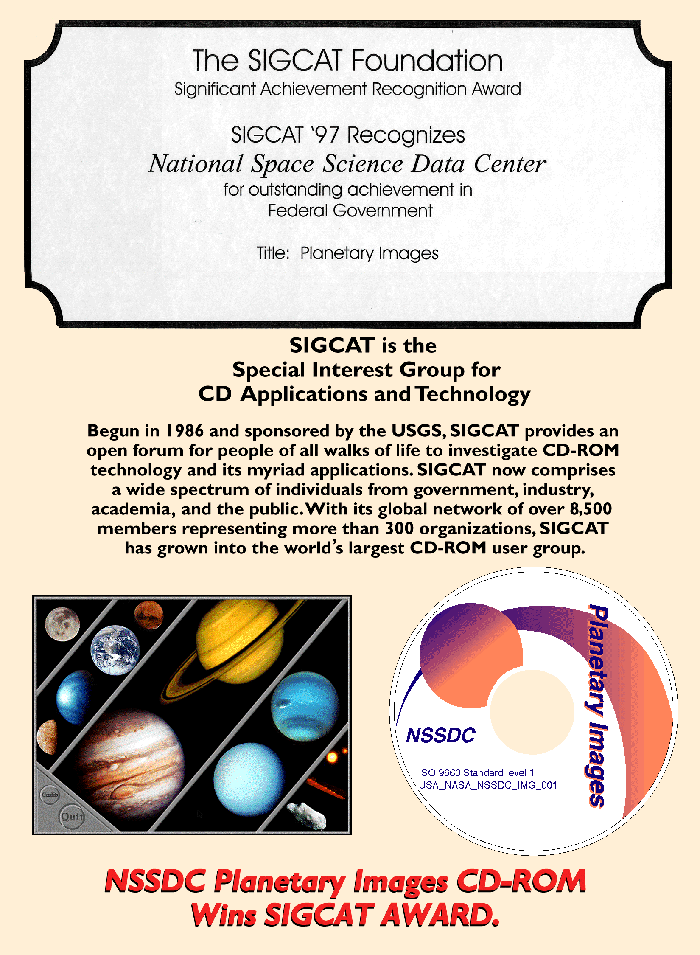 The SIGCAT Foundation
Significant Achievement Recognition Award
SIGCAT '97 Recognizes
National Space Science Data Center
for outstanding achievement in
Federal Government
Title: Planetary Images
SIGCAT is the
Special Interest Group for
CD Applications and Technology
Begun in 1986 and sponsored by the USGS, SIGCAT provides an
open forum for people of all walks of life to investigate CD-ROM
technology and its myriad applications. SIGCAT now comprises
a wide spectrum of individuals from government, industry,
academia, and the public. With its global network of over 8,500
members representing more than 300 organizations, SIGCAT
has grown into the world's largest CD-ROM user group.
Quit
Planetary Images
NSSDC
ISO 9660 Standard level 1
USA_NASA_NSSDC_IMG_001
NSSDC Planetary Images CD-ROM
Wins SIGCAT AWARD.